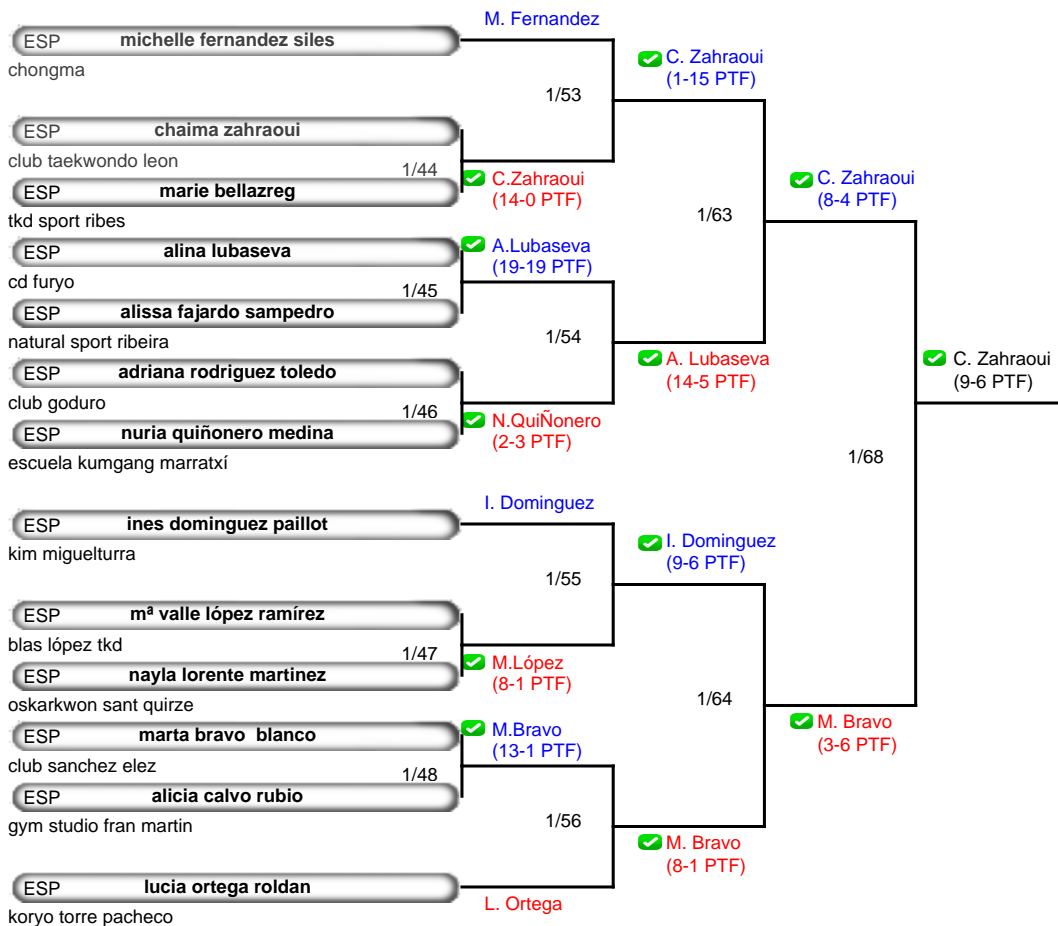 M. Fernandez
ESP michelle fernandez siles
chongma
C. Zahraoui
(1-15 PTF)
1/53
ESP chaima zahraoui
club taekwondo leon
1/44
ESP marie bellazreg
tkd sport ribes
C.Zahraoui
(14-0 PTF)
C. Zahraoui
(8-4 PTF)
1/63
ESP alina lubaseva
cd furyo
A.Lubaseva
(19-19 PTF)
1/45
ESP alissa fajardo sampedro
natural sport ribeira
1/54
A. Lubaseva
(14-5 PTF)
C. Zahraoui
(9-6 PTF)
ESP adriana rodriguez toledo
club goduro
1/46
ESP nuria quiñonero medina
escuela kumgang marratxí
N.QuiÑonero
(2-3 PTF)
1/68
I. Dominguez
ESP ines dominguez paillot
kim miguelturra
I. Dominguez
(9-6 PTF)
1/55
ESP mª valle lópez ramírez
blas lópez tkd
1/47
ESP nayla lorente martinez
oskarkwon sant quirze
M.López
(8-1 PTF)
1/64
ESP marta bravo  blanco
club sanchez elez
M.Bravo
(13-1 PTF)
M. Bravo
(3-6 PTF)
1/48
ESP alicia calvo rubio
gym studio fran martin
1/56
M. Bravo
(8-1 PTF)
ESP lucia ortega roldan
koryo torre pacheco
L. Ortega